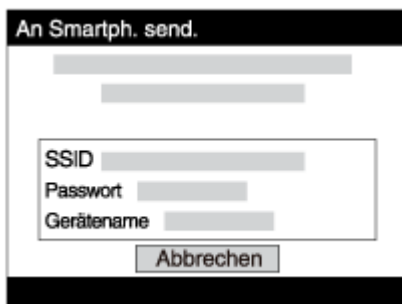 An Smartph. send.
SSID
Passwort
Gerätename
Abbrechen